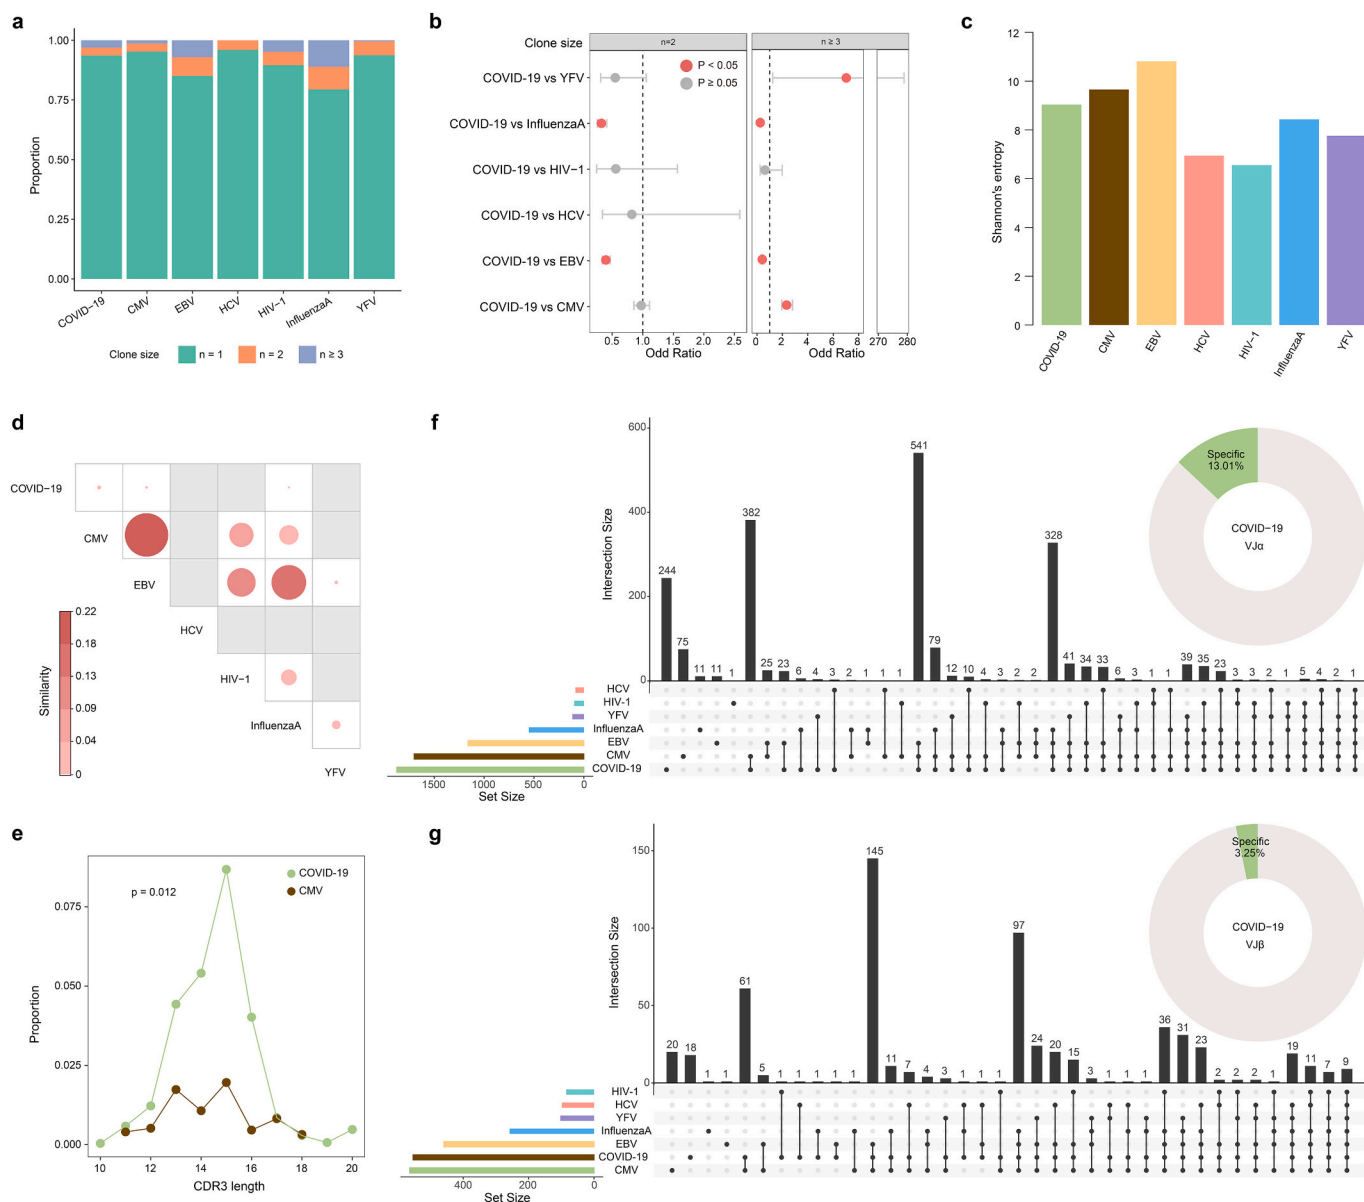 a
1.00
0.75
0.50
0.25
0.00
Proportion
COVID−19
CMV
EBV
HCV
HIV−1
InfluenzaA
YFV
Clone size
n = 1
n = 2
n ≥ 3
b
Clone size
n=2
n ≥ 3
P < 0.05
P ≥ 0.05
COVID-19 vs YFV
COVID-19 vs InfluenzaA
COVID-19 vs HIV−1
COVID-19 vs HCV
COVID-19 vs EBV
COVID-19 vs CMV
0.5 1.0 1.5 2.0 2.5
0 2 4 6 8 270 280
Odd Ratio
Odd Ratio
c
Shannon's entropy
12
10
8
6
4
2
0
COVID-19
CMV
EBV
HCV
HIV−1
InfluenzaA
YFV
d
COVID−19
CMV
EBV
HCV
HIV−1
InfluenzaA
YFV
Similarity
0.22
0.18
0.13
0.09
0.04
0
e
p = 0.012
COVID-19
CMV
Proportion
0.075
0.050
0.025
0.000
10 12 14 16 18 20
CDR3 length
f
Intersection Size
600
400
200
0
244 75 11 11 1 382 25 23 6 4 3 2 1 1 1 541 79 12 10 4 3 2 2 328 41 34 33 6 3 1 1 39 35 23 3 3 2 1 5 4 2 1
Specific
13.01%
COVID−19
VJα
HCV
HIV−1
YFV
InfluenzaA
EBV
CMV
COVID−19
1500 1000 500 0
Set Size
g
Intersection Size
150
100
50
0
20 18 1 1 61 5 1 1 1 1 1 145 11 7 4 3 1 1 1 97 24 20 15 3 1 1 1 36 31 23 2 2 2 1 19 11 7 9
Specific
3.25%
COVID−19
VJβ
HIV−1
HCV
YFV
InfluenzaA
EBV
COVID−19
CMV
400 200 0
Set Size